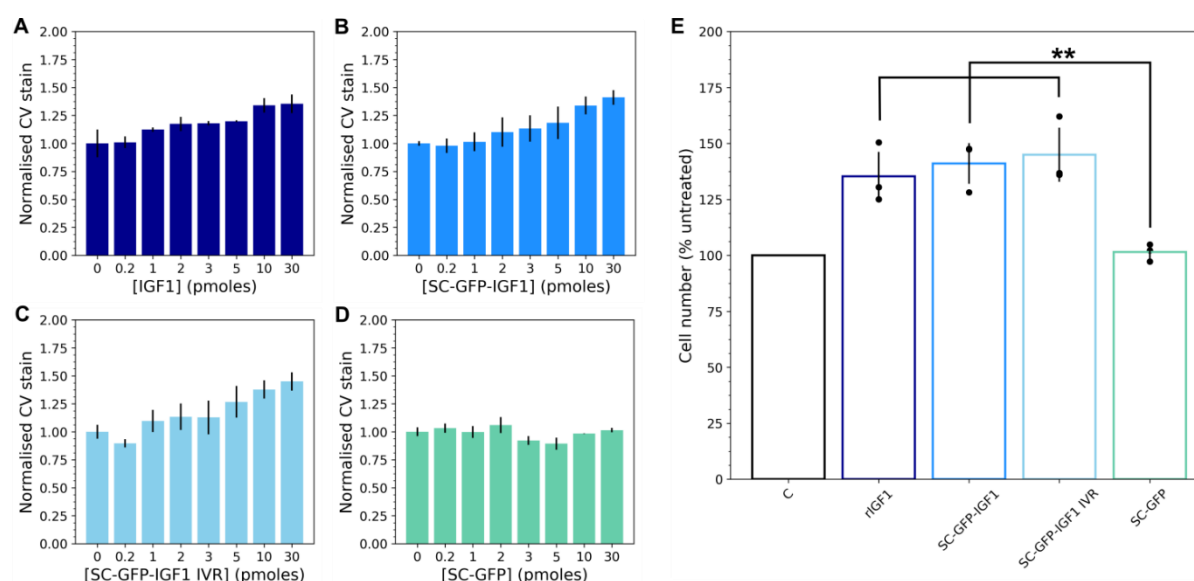 A
2.00
1.75
1.50
1.25
1.00
0.75
0.50
0.25
0.00
Normalised CV stain
0 0.2 1 2 3 5 10 30
[IGF1] (pmoles)
B
2.00
1.75
1.50
1.25
1.00
0.75
0.50
0.25
0.00
Normalised CV stain
0 0.2 1 2 3 5 10 30
[SC-GFP-IGF1] (pmoles)
C
2.00
1.75
1.50
1.25
1.00
0.75
0.50
0.25
0.00
Normalised CV stain
0 0.2 1 2 3 5 10 30
[SC-GFP-IGF1 IVR] (pmoles)
D
2.00
1.75
1.50
1.25
1.00
0.75
0.50
0.25
0.00
Normalised CV stain
0 0.2 1 2 3 5 10 30
[SC-GFP] (pmoles)
E
200
175
150
125
100
75
50
25
0
Cell number (% untreated)
**
C
rIGF1
SC-GFP-IGF1
SC-GFP-IGF1 IVR
SC-GFP